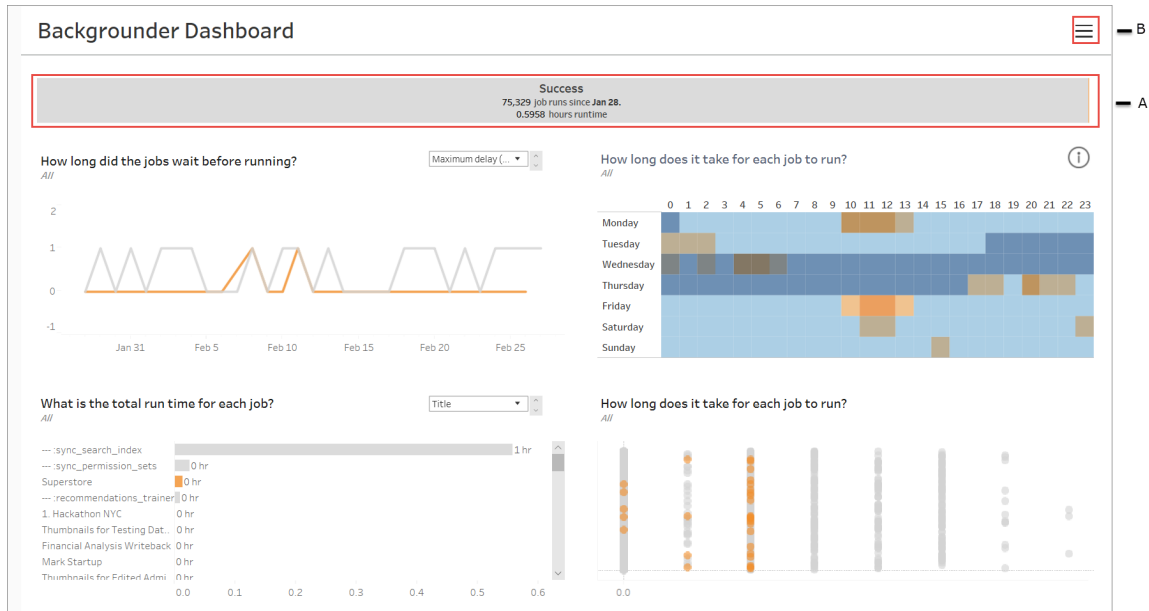 Backgrounder Dashboard
B
Success
75,329 job runs since Jan 28.
0.5958 hours runtime
A
How long did the jobs wait before running?
All
Maximum delay (...
2
1
0
-1
Jan 31 Feb 5 Feb 10 Feb 15 Feb 20 Feb 25
How long does it take for each job to run?
All
0 1 2 3 4 5 6 7 8 9 10 11 12 13 14 15 16 17 18 19 20 21 22 23
Monday
Tuesday
Wednesday
Thursday
Friday
Saturday
Sunday
What is the total run time for each job?
All
Title
--- :sync_search_index 1 hr
--- :sync_permission_sets 0 hr
Superstore 0 hr
--- :recommendations_trainer 0 hr
1. Hackathon NYC 0 hr
Thumbnails for Testing Dat.. 0 hr
Financial Analysis Writeback 0 hr
Mark Startup 0 hr
Thumbnails for Edited Admi.. 0 hr
0.0 0.1 0.2 0.3 0.4 0.5 0.6
How long does it take for each job to run?
All
0.0